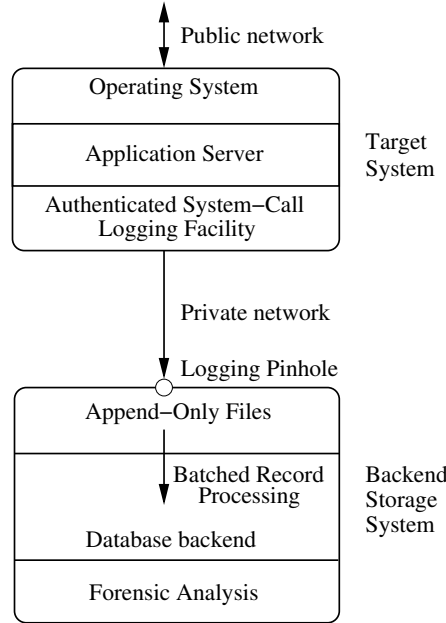 Public network
Operating System
Application Server
Target
System
Authenticated System−Call
Logging Facility
Private network
Logging Pinhole
Append−Only Files
Batched Record
Processing
Backend
Storage
System
Database backend
Forensic Analysis